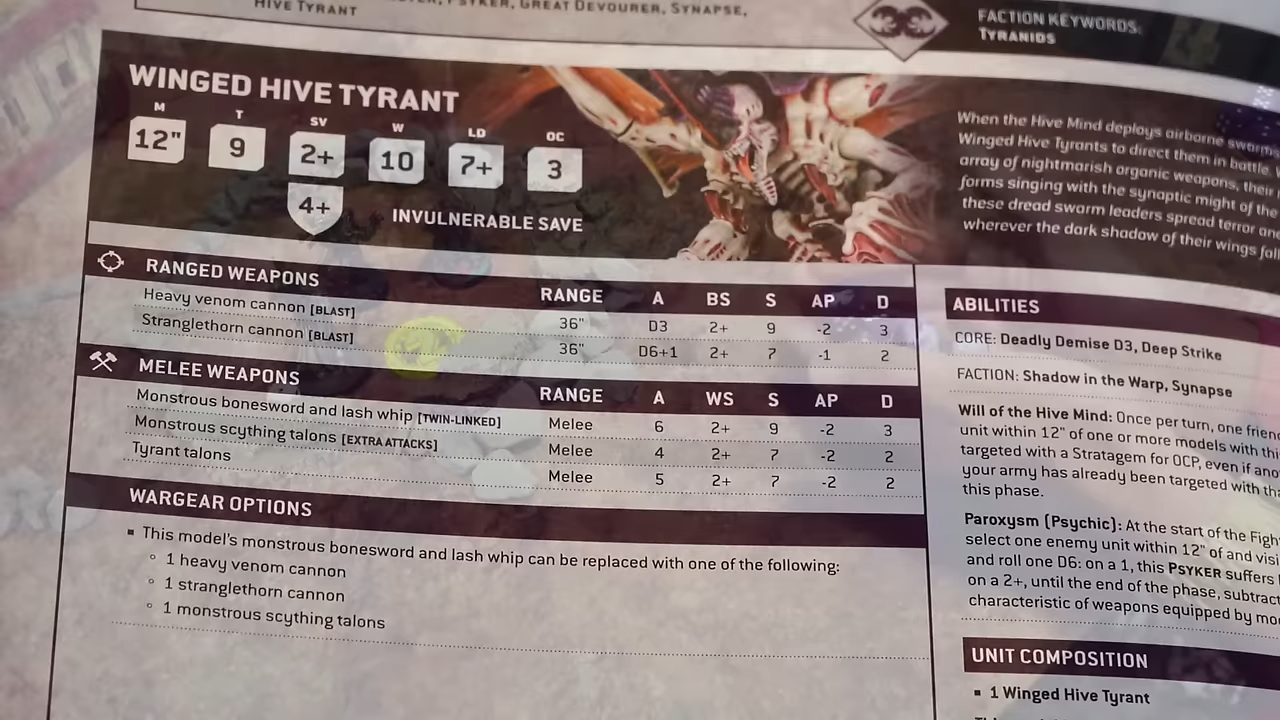 HIVE TYRANT
PSYKER, GREAT DEVOURER, SYNAPSE,
FACTION KEYWORDS:
TYRANIDS
WINGED HIVE TYRANT
M T SV W LD OC
12" 9 2+ 10 7+ 3
4+ INVULNERABLE SAVE
When the Hive Mind deploys airborne swarms
Winged Hive Tyrants to direct them in battle.
array of nightmarish organic weapons, their
forms singing with the synaptic might of the
these dread swarm leaders spread terror and
wherever the dark shadow of their wings fall
RANGED WEAPONS RANGE A BS S AP D
Heavy venom cannon [BLAST] 36" D3 2+ 9 -2 3
Stranglethorn cannon [BLAST] 36" D6+1 2+ 7 -1 2
MELEE WEAPONS RANGE A WS S AP D
Monstrous bonesword and lash whip [TWIN-LINKED] Melee 6 2+ 9 -2 3
Monstrous scything talons [EXTRA ATTACKS] Melee 4 2+ 7 -2 2
Tyrant talons Melee 5 2+ 7 -2 2
WARGEAR OPTIONS
▪ This model's monstrous bonesword and lash whip can be replaced with one of the following:
◦ 1 heavy venom cannon
◦ 1 stranglethorn cannon
◦ 1 monstrous scything talons
ABILITIES
CORE: Deadly Demise D3, Deep Strike
FACTION: Shadow in the Warp, Synapse
Will of the Hive Mind: Once per turn, one frien
unit within 12" of one or more models with thi
targeted with a Stratagem for 0CP, even if ano
your army has already been targeted with th
this phase.
Paroxysm (Psychic): At the start of the Figh
select one enemy unit within 12" of and visi
and roll one D6: on a 1, this PSYKER suffers
on a 2+, until the end of the phase, subtract
characteristic of weapons equipped by mo
UNIT COMPOSITION
▪ 1 Winged Hive Tyrant